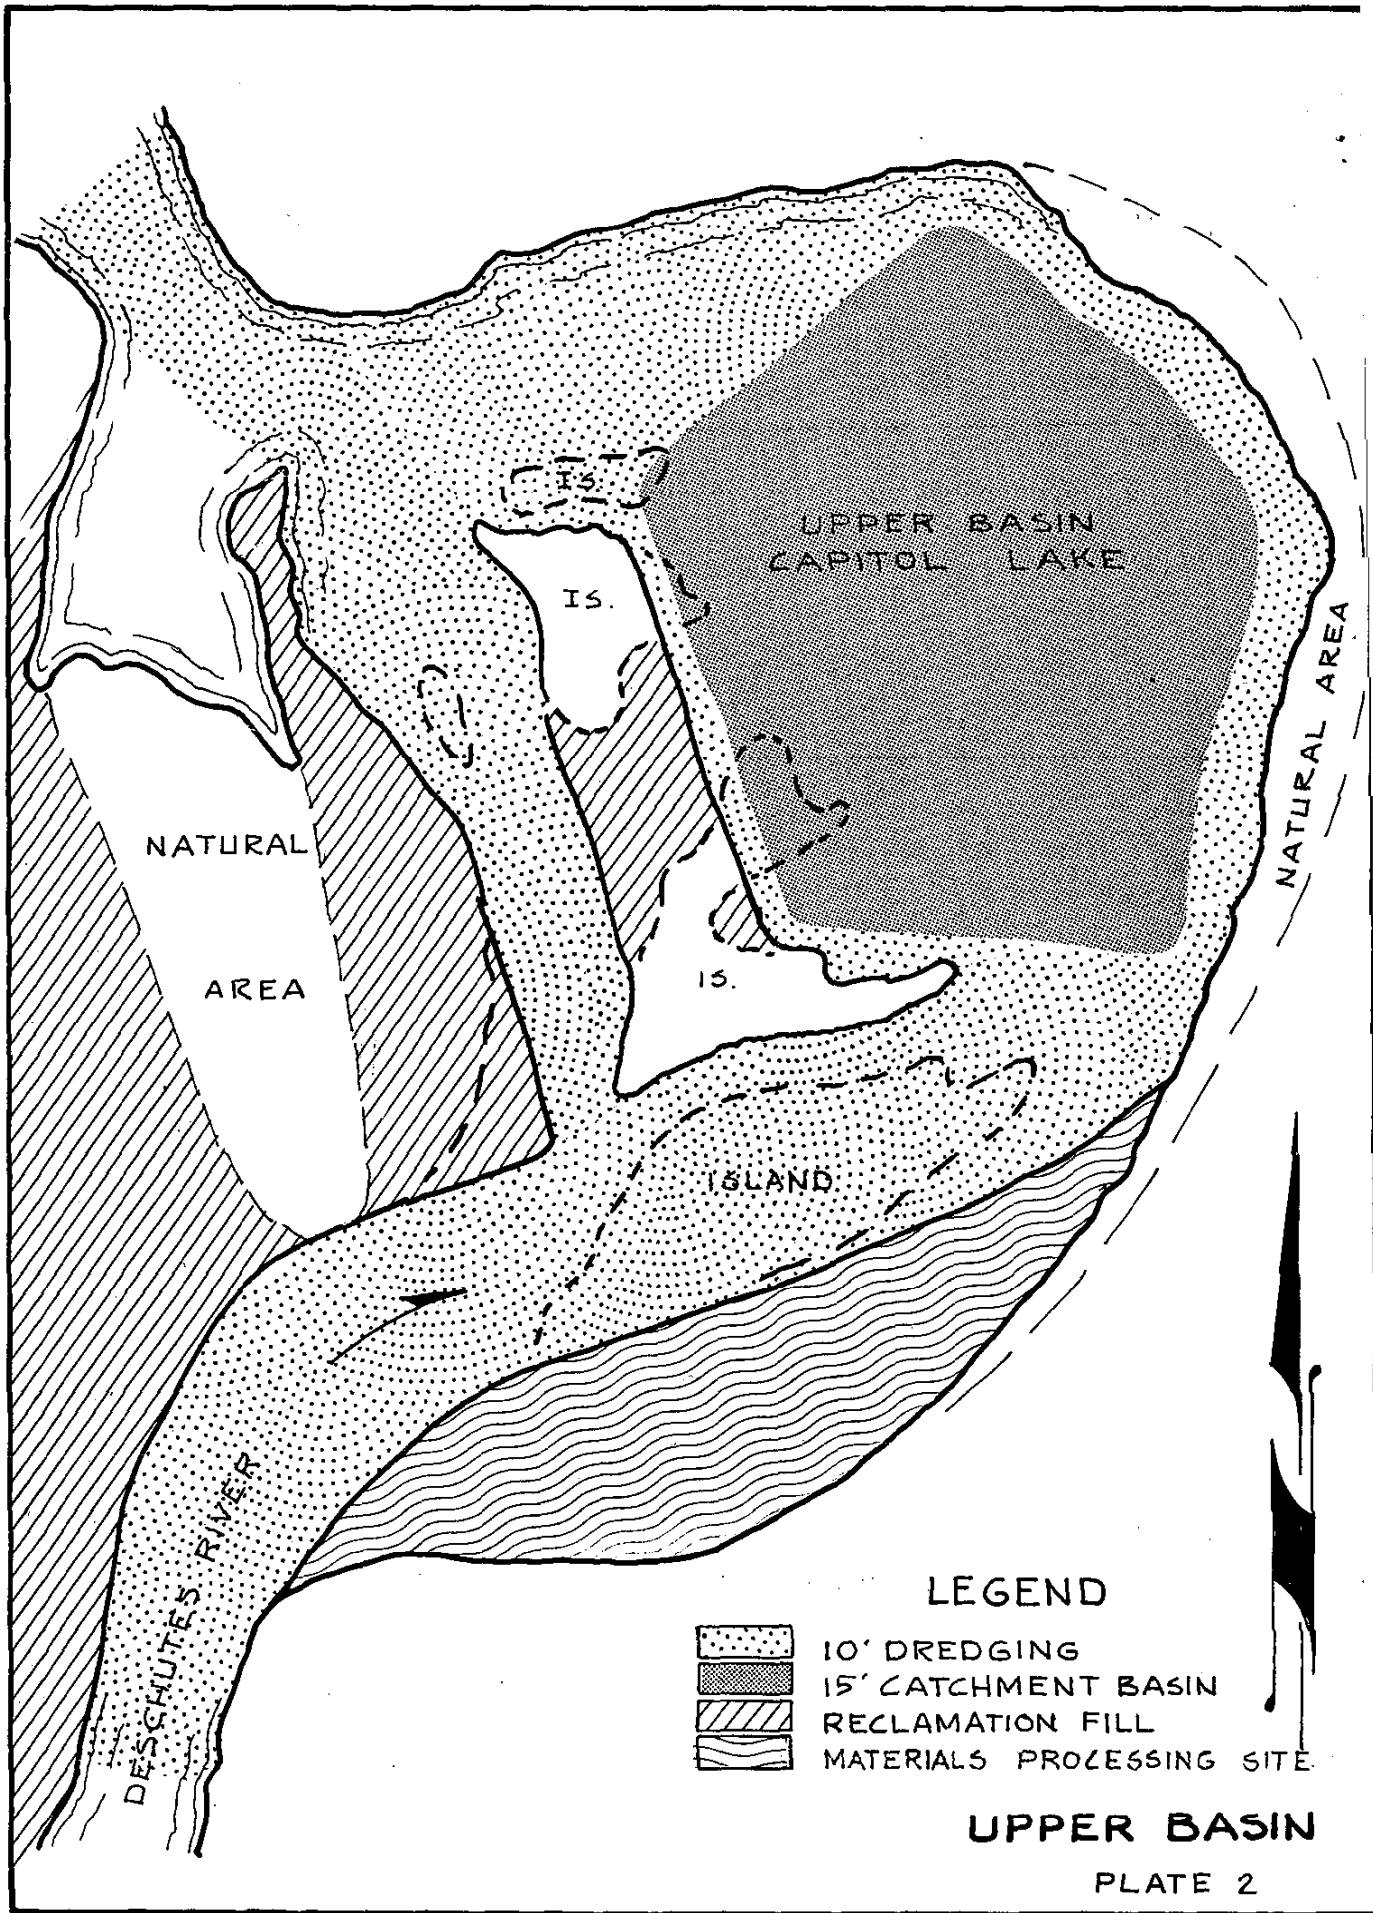 IS.
UPPER BASIN
CAPITOL LAKE
IS.
NATURAL AREA
NATURAL
AREA
IS.
ISLAND
DESCHUTES RIVER
LEGEND
10' DREDGING
15' CATCHMENT BASIN
RECLAMATION FILL
MATERIALS PROCESSING SITE
UPPER BASIN
PLATE 2